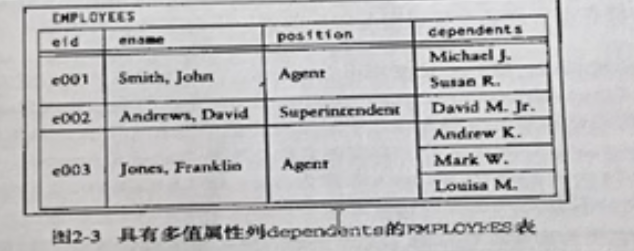 EMPLOYEES
eid ename position dependents
e001 Smith, John Agent Michael J.
Susan R.
e002 Andrews, David Superintendent David M. Jr.
e003 Jones, Franklin Agent Andrew K.
Mark W.
Louisa M.
图2-3 具有多值属性列dependents的EMPLOYEES表